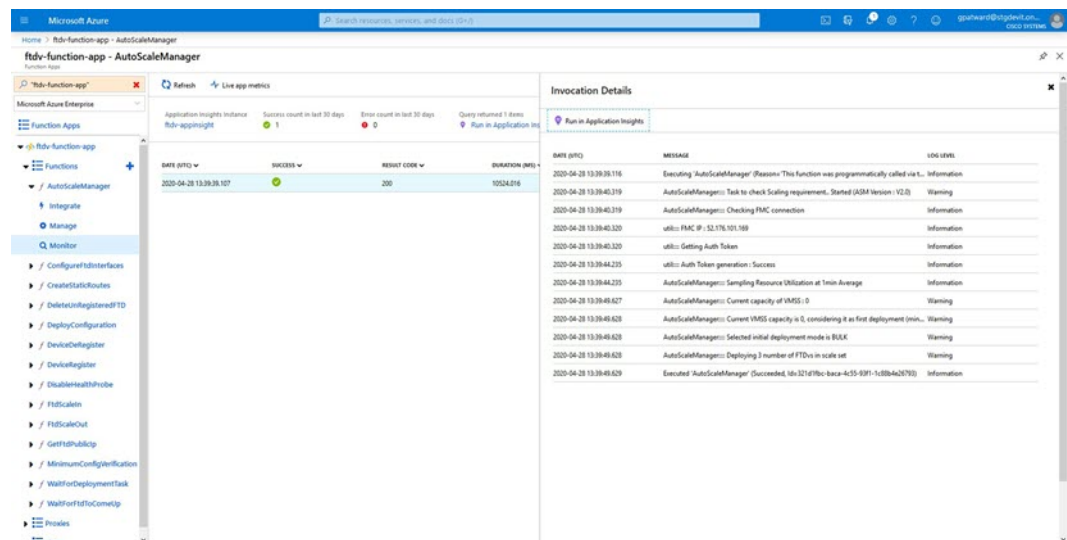 Microsoft Azure
Search resources, services, and docs (G+/)
gpatward@stgdevit.on...
CISCO SYSTEMS
Home > ftdv-function-app - AutoScaleManager
ftdv-function-app - AutoScaleManager
Function Apps
"ftdv-function-app"
Microsoft Azure Enterprise
Function Apps
ftdv-function-app
Functions
AutoScaleManager
Integrate
Manage
Monitor
ConfigureFtdInterfaces
CreateStaticRoutes
DeleteUnRegisteredFTD
DeployConfiguration
DeviceDeRegister
DeviceRegister
DisableHealthProbe
FtdScaleIn
FtdScaleOut
GetFtdPublicIp
MinimumConfigVerification
WaitForDeploymentTask
WaitForFtdToComeUp
Proxies
Refresh Live app metrics
Application Insights Instance Success count in last 30 days Error count in last 30 days Query returned 1 items
ftdv-appinsight 1 0 Run in Application Ins
DATE (UTC) SUCCESS RESULT CODE DURATION (MS)
2020-04-28 13:39:39.107 200 10524.016
Invocation Details
Run in Application Insights
DATE (UTC) MESSAGE LOG LEVEL
2020-04-28 13:39:39.116 Executing 'AutoScaleManager' (Reason='This function was programmatically called via t... Information
2020-04-28 13:39:40.319 AutoScaleManager::: Task to check Scaling requirement.. Started (ASM Version : V2.0) Warning
2020-04-28 13:39:40.319 AutoScaleManager::: Checking FMC connection Information
2020-04-28 13:39:40.320 util::: FMC IP : 52.176.101.169 Information
2020-04-28 13:39:40.320 util::: Getting Auth Token Information
2020-04-28 13:39:44.235 util::: Auth Token generation : Success Information
2020-04-28 13:39:44.235 AutoScaleManager::: Sampling Resource Utilization at 1min Average Information
2020-04-28 13:39:49.627 AutoScaleManager::: Current capacity of VMSS : 0 Warning
2020-04-28 13:39:49.628 AutoScaleManager::: Current VMSS capacity is 0, considering it as first deployment (min... Warning
2020-04-28 13:39:49.628 AutoScaleManager::: Selected initial deployment mode is BULK Warning
2020-04-28 13:39:49.628 AutoScaleManager::: Deploying 3 number of FTDvs in scale set Warning
2020-04-28 13:39:49.629 Executed 'AutoScaleManager' (Succeeded, Id=321d1fbc-baca-4c55-93f1-1c88b4e26793) Information